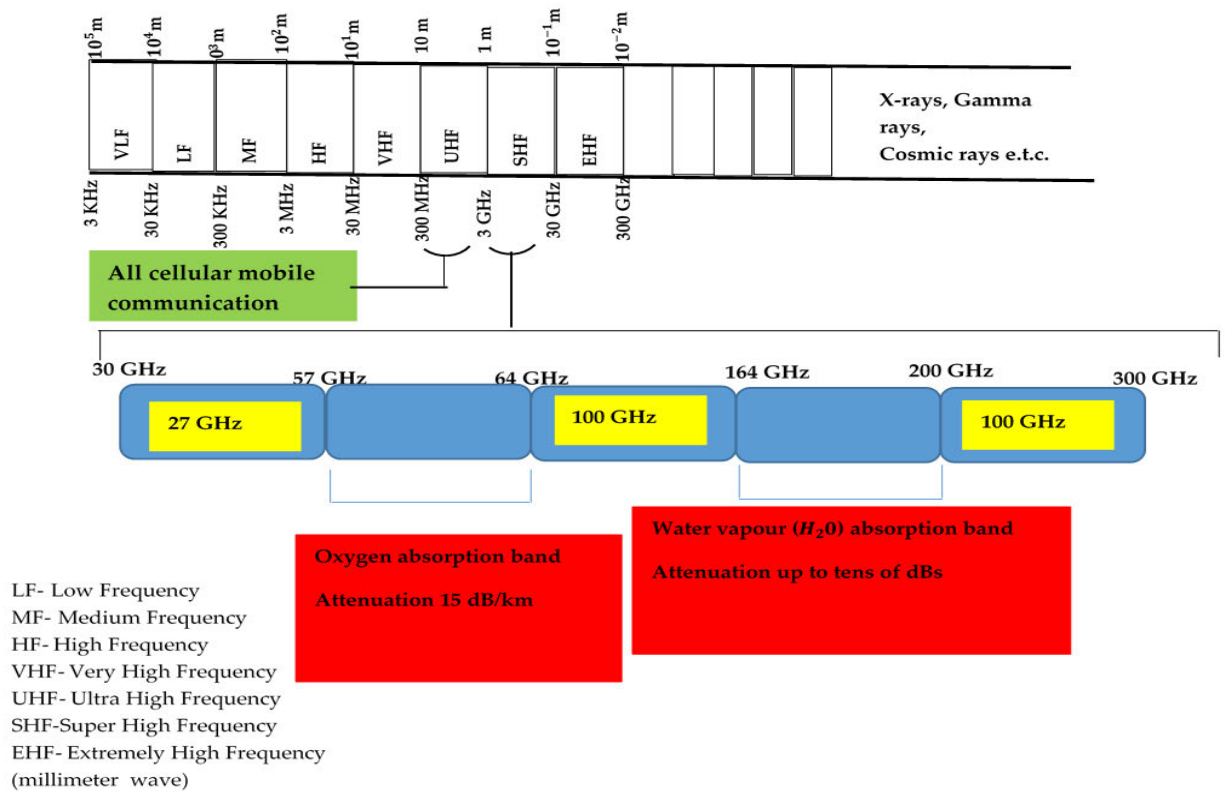 10⁵m
10⁴m
0³m
10²m
10¹m
10 m
1 m
10⁻¹m
10⁻²m
VLF
LF
MF
HF
VHF
UHF
SHF
EHF
X-rays, Gamma
rays,
Cosmic rays e.t.c.
3 KHz
30 KHz
300 KHz
3 MHz
30 MHz
300 MHz
3 GHz
30 GHz
300 GHz
All cellular mobile
communication
30 GHz
57 GHz
64 GHz
164 GHz
200 GHz
300 GHz
27 GHz
100 GHz
100 GHz
Oxygen absorption band
Attenuation 15 dB/km
Water vapour (H₂0) absorption band
Attenuation up to tens of dBs
LF- Low Frequency
MF- Medium Frequency
HF- High Frequency
VHF- Very High Frequency
UHF- Ultra High Frequency
SHF-Super High Frequency
EHF- Extremely High Frequency
(millimeter wave)